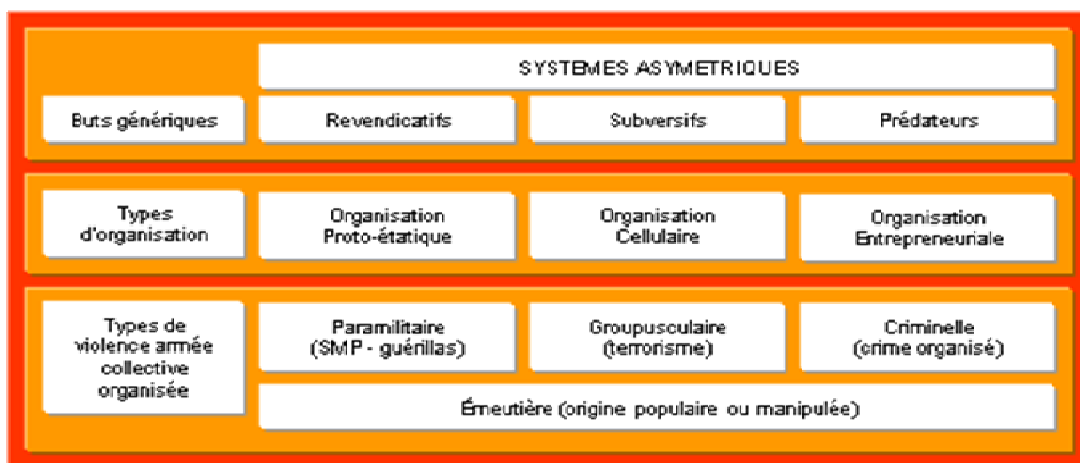 SYSTEMES ASYMETRIQUES
Buts génériques
Revendicatifs
Subversifs
Prédateurs
Types
d'organisation
Organisation
Proto-étatique
Organisation
Cellulaire
Organisation
Entrepreneuriale
Types de
violence armée
collective
organisée
Paramilitaire
(SMP - guérillas)
Groupusculaire
(terrorisme)
Criminelle
(crime organisé)
Émeutière (origine populaire ou manipulée)